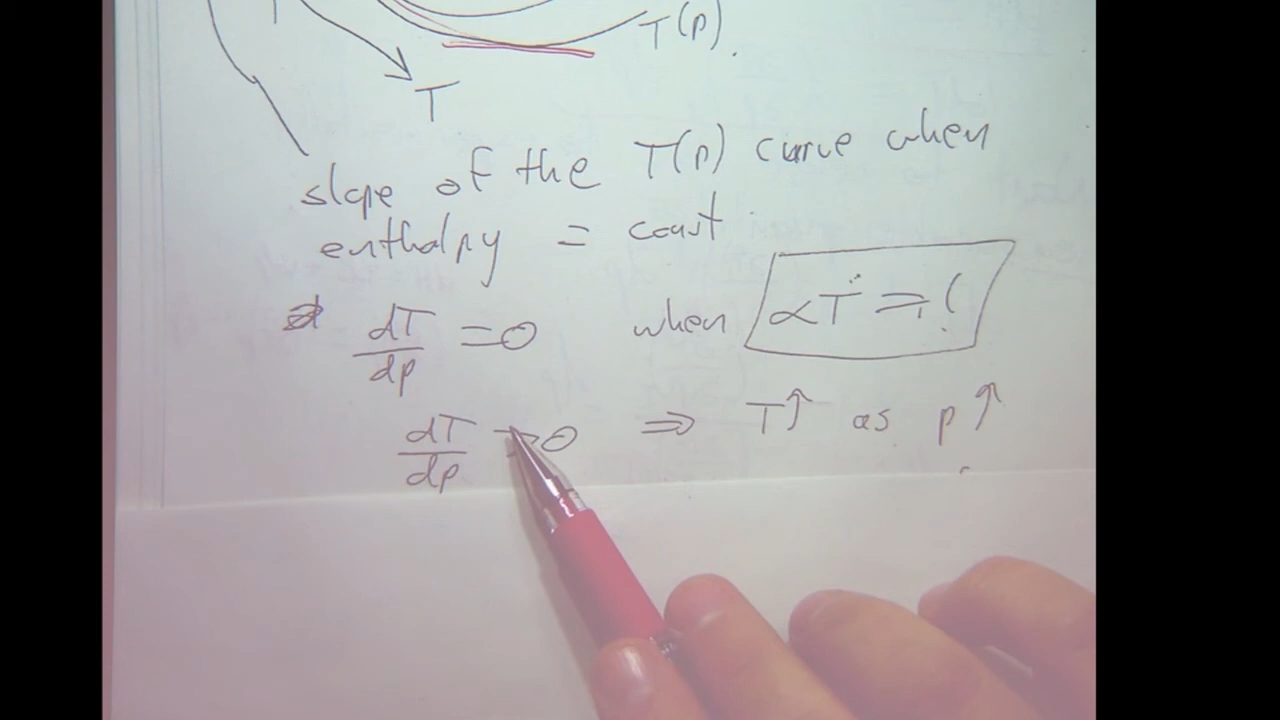 T(p).
T
slope of the T(p) curve when
enthalpy = const
dT/dp = 0 when αT = 1
dT/dp > 0 ⇒ T↑ as p↑